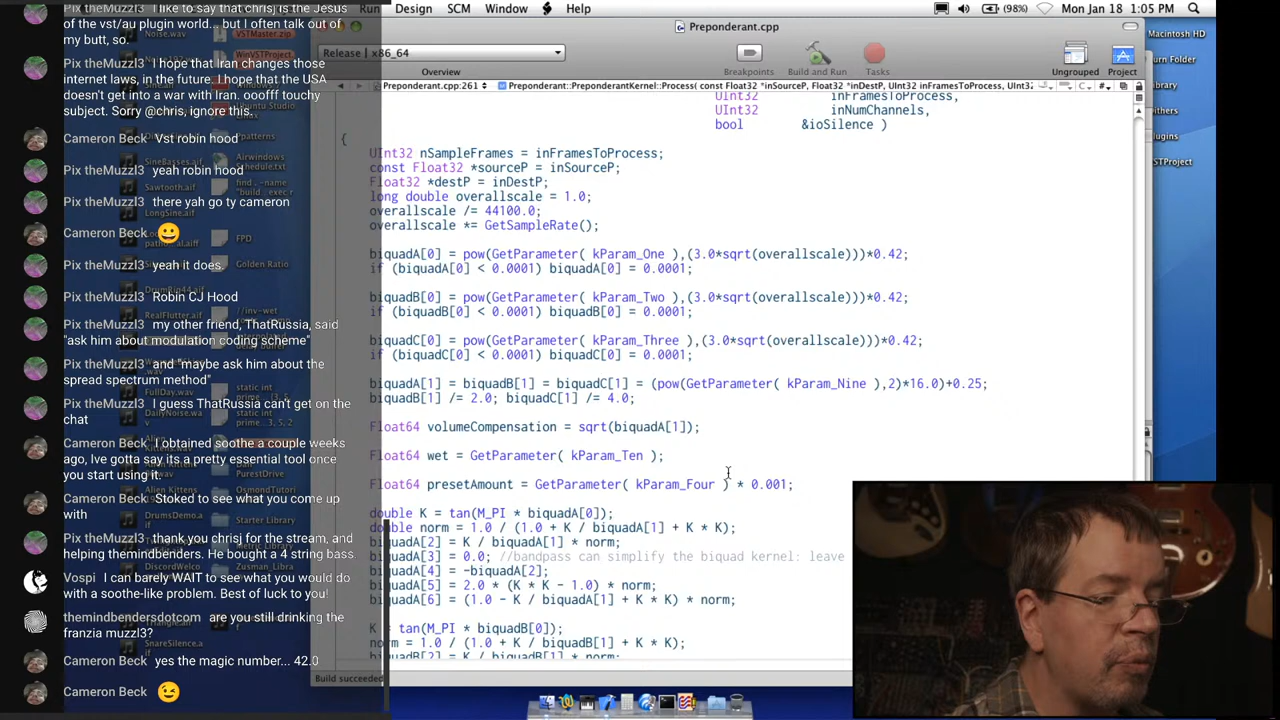 I like to say that chrisj is the Jesus
of vst/au plugin world... but I often talk out of
my butt, so.
Pix theMuzzl3 I hope that Iran changes those
internet laws, in the future. I hope that the USA
doesn't get into a war with Iran. ooofff touchy
subject. Sorry @chris, ignore this.
Cameron Beck Vst robin hood
Pix theMuzzl3 yeah robin hood
Pix theMuzzl3 there yah go ty cameron
Cameron Beck
Pix theMuzzl3 yeah it does.
Pix theMuzzl3 Robin CJ Hood
Pix theMuzzl3 my other friend, ThatRussia, said
"ask him about modulation coding scheme"
Pix theMuzzl3 and "maybe ask him about the
spread spectrum method"
Pix theMuzzl3 I guess ThatRussia can't get on the
chat
Cameron Beck I obtained soothe a couple weeks
ago, Ive gotta say its a pretty essential tool once
you start using it.
Cameron Beck Stoked to see what you come up
with
Pix theMuzzl3 thank you chrisj for the stream, and
helping themindbenders. He bought a 4 string bass.
Vospi I can barely WAIT to see what you would do
with a soothe-like problem. Best of luck to you!
themindbendersdotcom are you still drinking the
franzia muzzl3?
Cameron Beck yes the magic number... 42.0
Cameron Beck
Run Design SCM Window Help
(98%) Mon Jan 18 1:05 PM
Preponderant.cpp
Release | x86_64
Overview
Breakpoints Build and Run Tasks
Ungrouped Project
Preponderant.cpp:261 Preponderant::PreponderantKernel::Process( const Float32 *inSourceP, Float32 *inDestP, UInt32 inFramesToProcess, UInt32 inNumChannels,
UInt32 inFramesToProcess,
UInt32 inNumChannels,
bool &ioSilence )
{
UInt32 nSampleFrames = inFramesToProcess;
const Float32 *sourceP = inSourceP;
Float32 *destP = inDestP;
long double overallscale = 1.0;
overallscale /= 44100.0;
overallscale *= GetSampleRate();
biquadA[0] = pow(GetParameter( kParam_One ),(3.0*sqrt(overallscale)))*0.42;
if (biquadA[0] < 0.0001) biquadA[0] = 0.0001;
biquadB[0] = pow(GetParameter( kParam_Two ),(3.0*sqrt(overallscale)))*0.42;
if (biquadB[0] < 0.0001) biquadB[0] = 0.0001;
biquadC[0] = pow(GetParameter( kParam_Three ),(3.0*sqrt(overallscale)))*0.42;
if (biquadC[0] < 0.0001) biquadC[0] = 0.0001;
biquadA[1] = biquadB[1] = biquadC[1] = (pow(GetParameter( kParam_Nine ),2)*16.0)+0.25;
biquadB[1] /= 2.0; biquadC[1] /= 4.0;
Float64 volumeCompensation = sqrt(biquadA[1]);
Float64 wet = GetParameter( kParam_Ten );
Float64 presetAmount = GetParameter( kParam_Four ) * 0.001;
double K = tan(M_PI * biquadA[0]);
double norm = 1.0 / (1.0 + K / biquadA[1] + K * K);
biquadA[2] = K / biquadA[1] * norm;
biquadA[3] = 0.0; //bandpass can simplify the biquad kernel: leave
biquadA[4] = -biquadA[2];
biquadA[5] = 2.0 * (K * K - 1.0) * norm;
biquadA[6] = (1.0 - K / biquadA[1] + K * K) * norm;
K = tan(M_PI * biquadB[0]);
norm = 1.0 / (1.0 + K / biquadB[1] + K * K);
biquadB[2] = K / biquadB[1] * norm;
Build succeeded
Macintosh HD